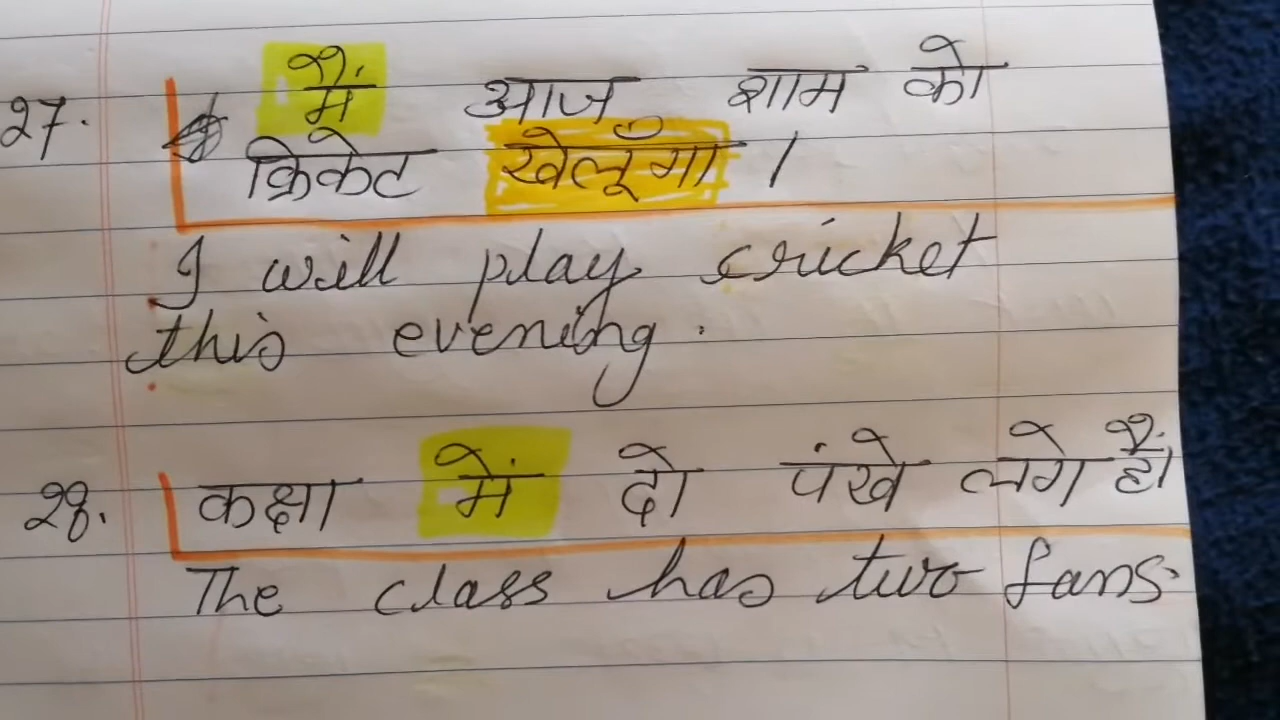 27. मैं आज शाम को
क्रिकेट खेलूँगा ।
I will play cricket
this evening.
28. कक्षा में दो पंखे लगे हैं।
The class has two fans.